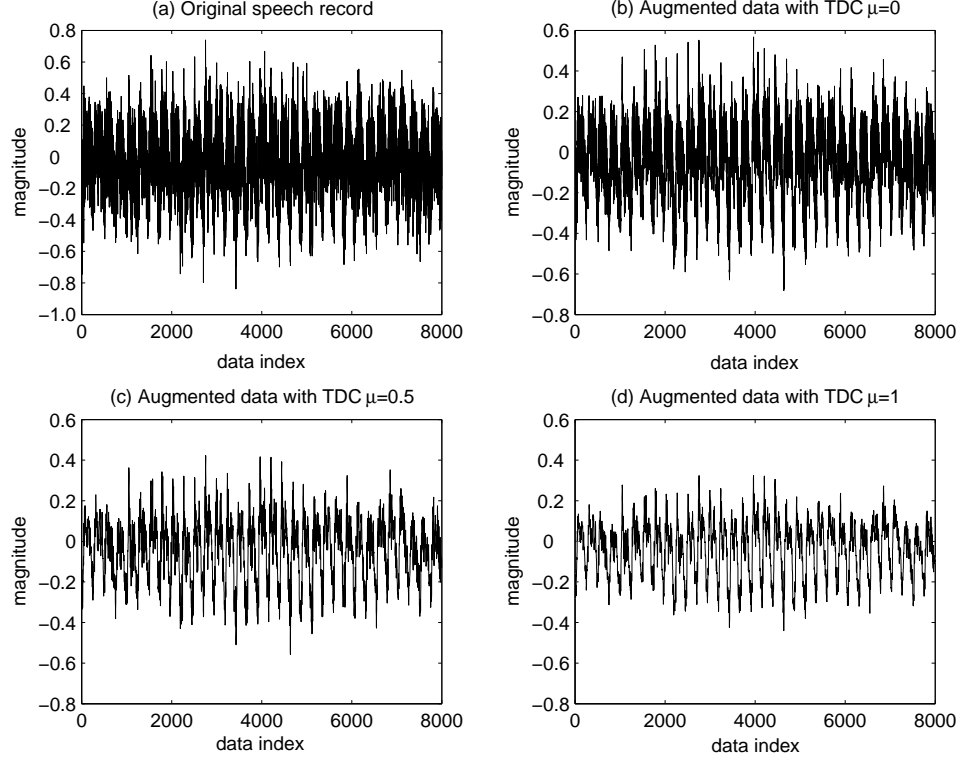 (a) Original speech record
0.8
0.6
0.4
0.2
0
−0.2
−0.4
−0.6
−0.8
−1.0
magnitude
0 2000 4000 6000 8000
data index
(b) Augmented data with TDC μ=0
0.6
0.4
0.2
0
−0.2
−0.4
−0.6
−0.8
magnitude
0 2000 4000 6000 8000
data index
(c) Augmented data with TDC μ=0.5
0.6
0.4
0.2
0
−0.2
−0.4
−0.6
−0.8
magnitude
0 2000 4000 6000 8000
data index
(d) Augmented data with TDC μ=1
0.6
0.4
0.2
0
−0.2
−0.4
−0.6
−0.8
magnitude
0 2000 4000 6000 8000
data index